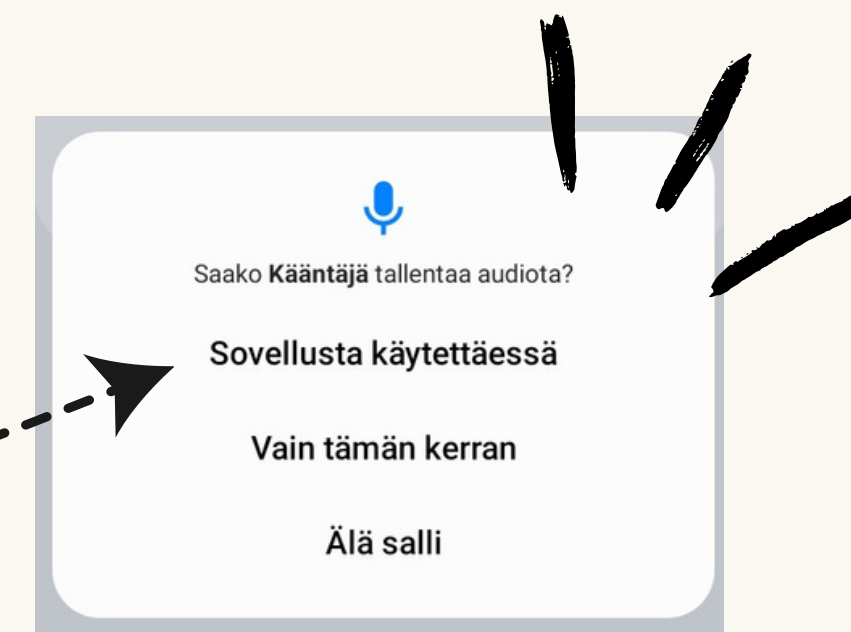 Saako Kääntäjä tallentaa audiota?
Sovellusta käytettäessä
Vain tämän kerran
Älä salli